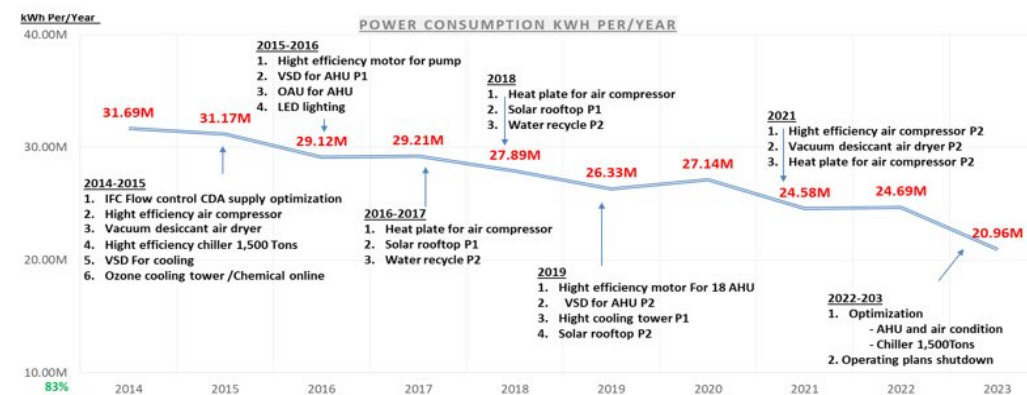 kWh Per/Year
POWER CONSUMPTION KWH PER/YEAR
40.00M
30.00M
20.00M
10.00M
83%
31.69M
31.17M
29.12M
29.21M
27.89M
26.33M
27.14M
24.58M
24.69M
20.96M
2014-2015
1. IFC Flow control CDA supply optimization
2. Hight efficiency air compressor
3. Vacuum desiccant air dryer
4. Hight efficiency chiller 1,500 Tons
5. VSD For cooling
6. Ozone cooling tower /Chemical online
2015-2016
1. Hight efficiency motor for pump
2. VSD for AHU P1
3. OAU for AHU
4. LED lighting
2016-2017
1. Heat plate for air compressor
2. Solar rooftop P1
3. Water recycle P2
2018
1. Heat plate for air compressor
2. Solar rooftop P1
3. Water recycle P2
2019
1. Hight efficiency motor For 18 AHU
2. VSD for AHU P2
3. Hight cooling tower P1
4. Solar rooftop P2
2021
1. Hight efficiency air compressor P2
2. Vacuum desiccant air dryer P2
3. Heat plate for air compressor P2
2022-203
1. Optimization
- AHU and air condition
- Chiller 1,500Tons
2. Operating plans shutdown
2014 2015 2016 2017 2018 2019 2020 2021 2022 2023